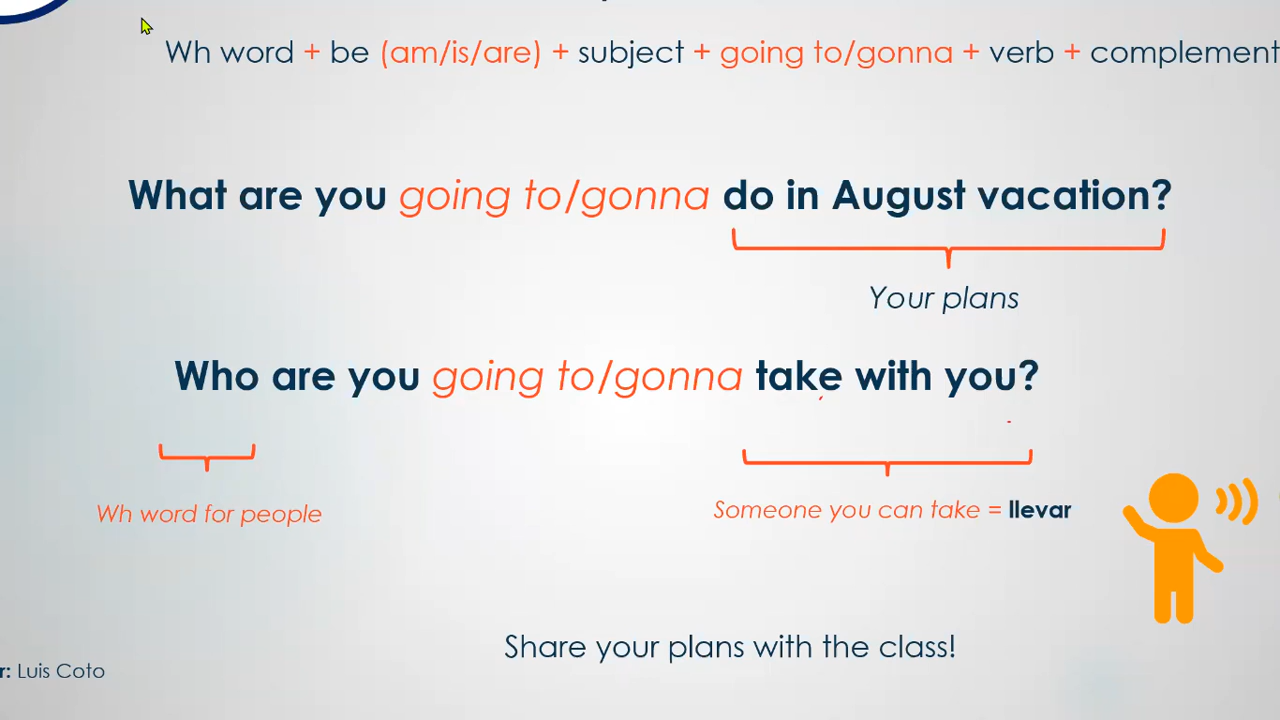 Wh word + be (am/is/are) + subject + going to/gonna + verb + complement
What are you going to/gonna do in August vacation?
Your plans
Who are you going to/gonna take with you?
Wh word for people
Someone you can take = llevar
Share your plans with the class!
r: Luis Coto